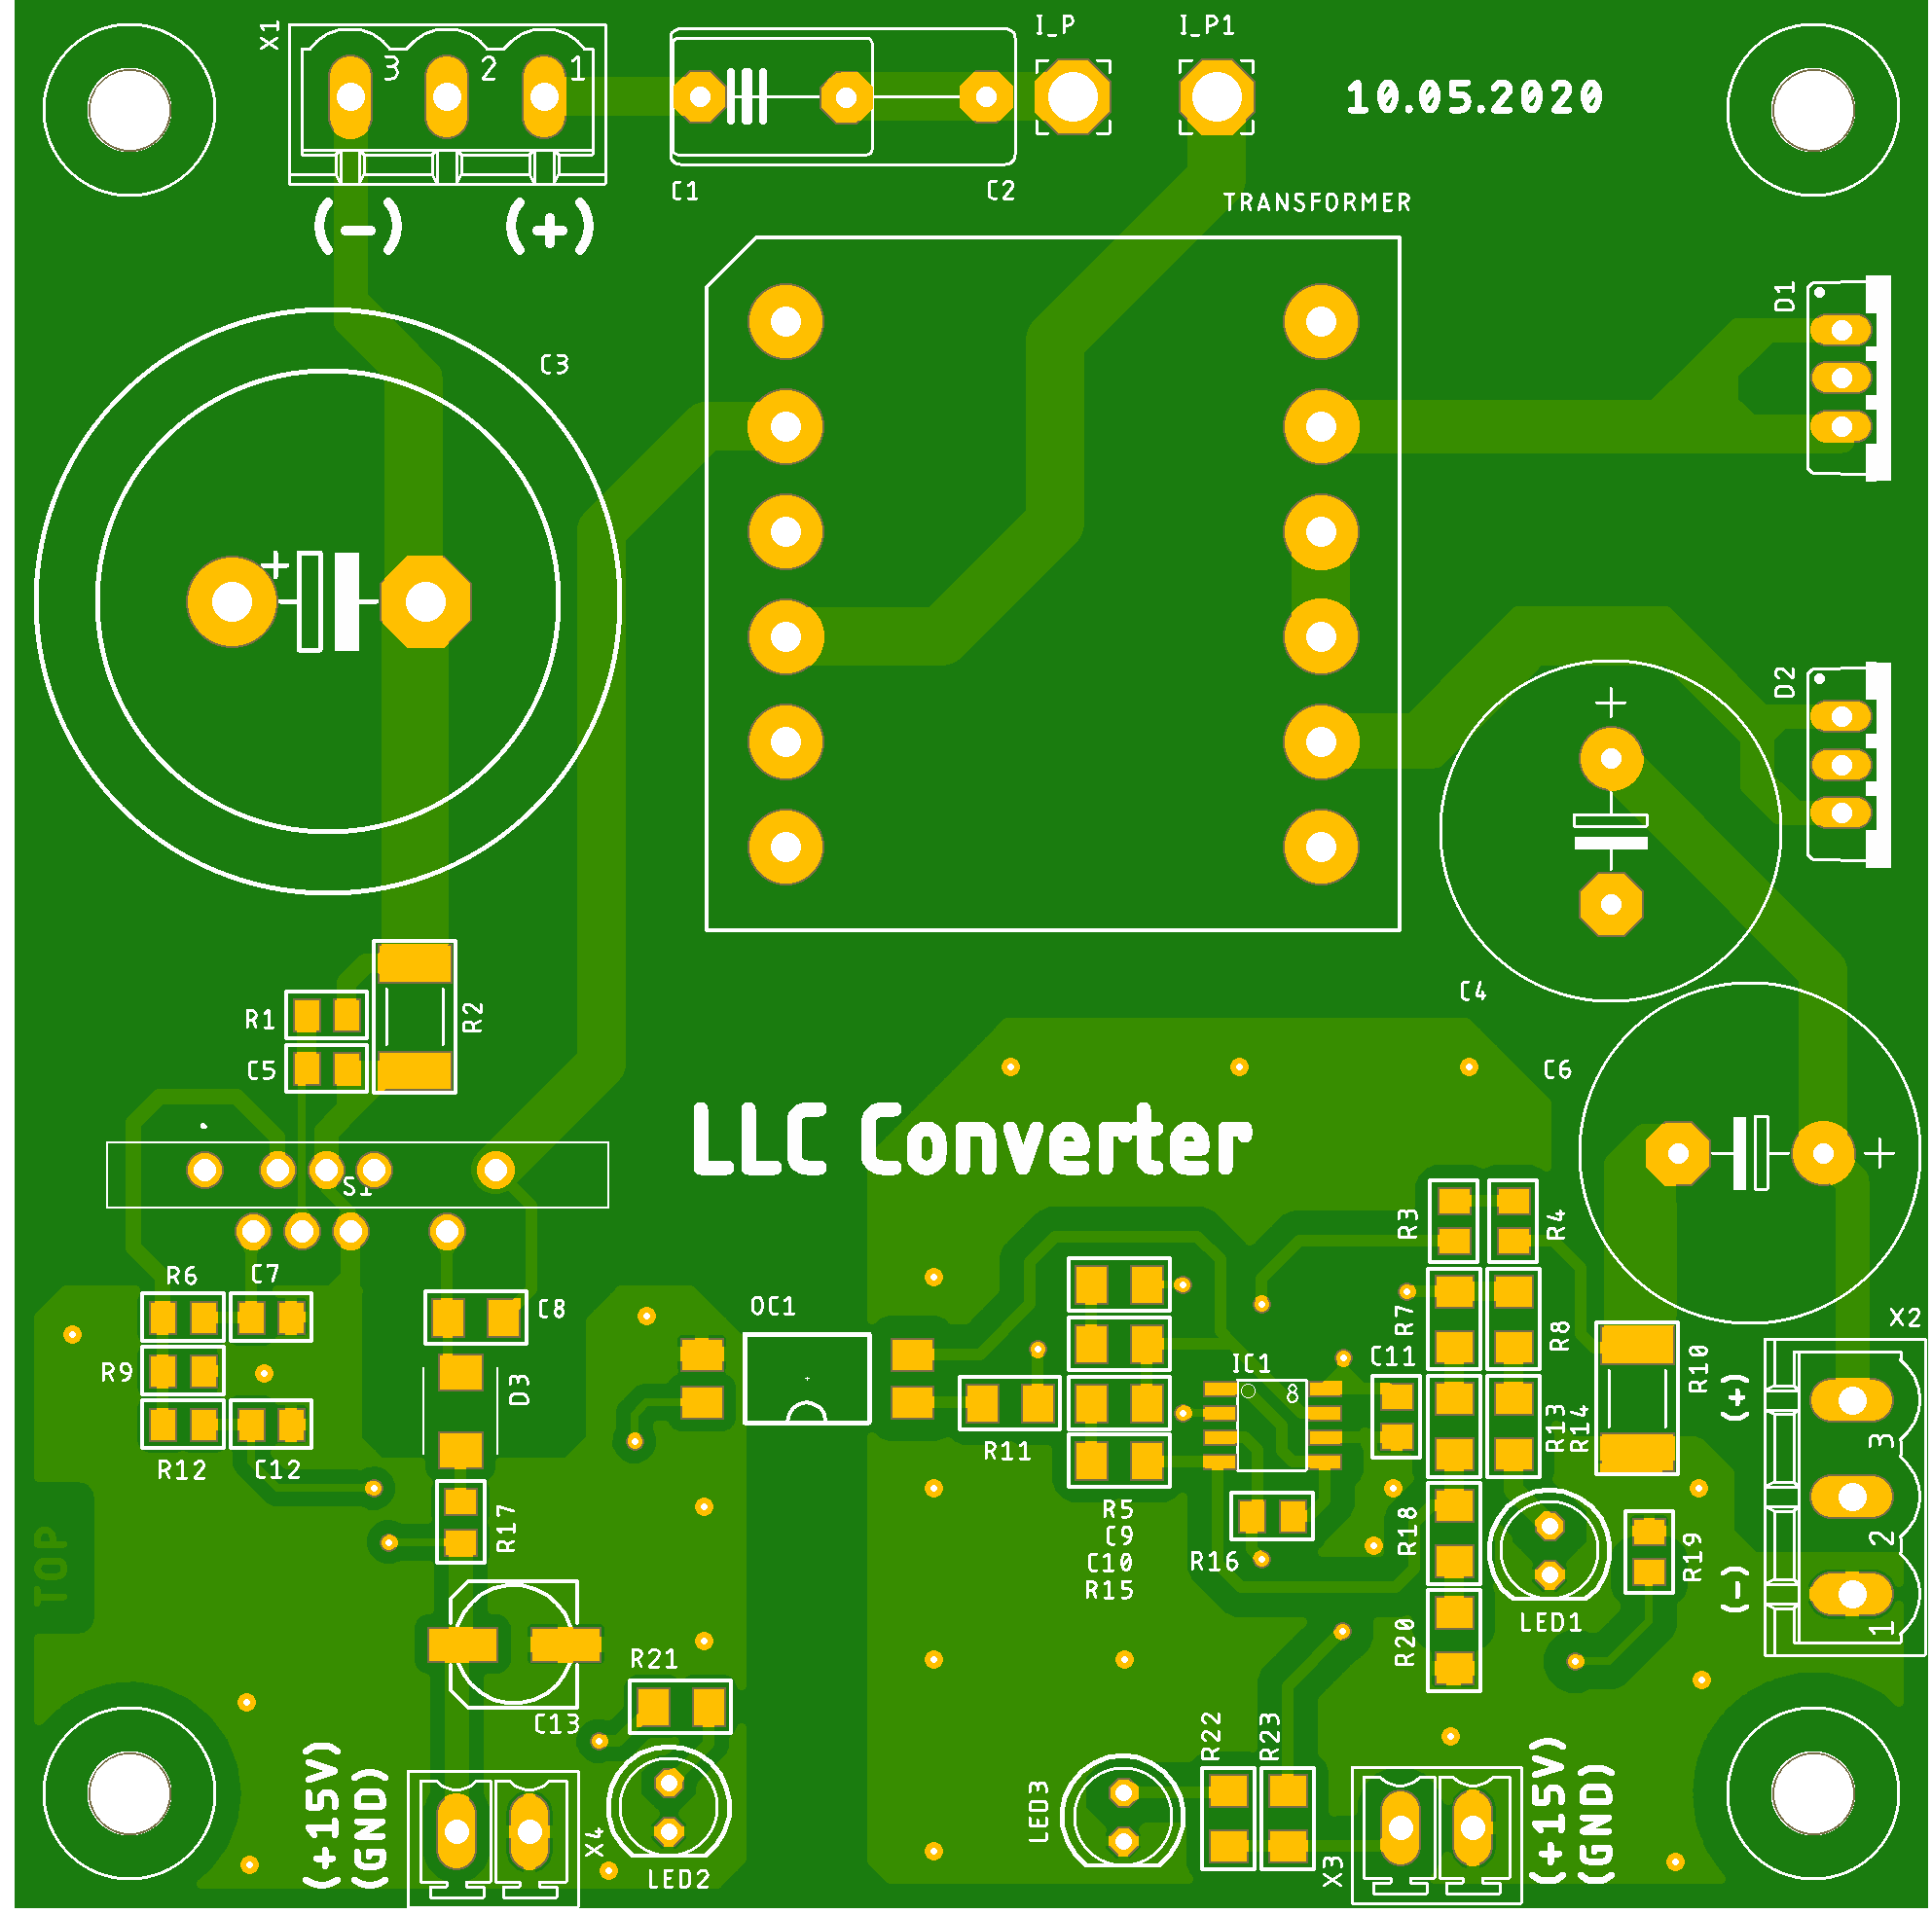 X1
3 2 1
I_P
I_P1
10.05.2020
C1
C2
(-)
(+)
TRANSFORMER
D1
C3
+
D2
+
C4
R1
R2
C5
C6
LLC Converter
+
S1
R3
R4
R6
C7
C8
OC1
R7
R8
X2
IC1
8
C11
R10
R9
D3
(+)
3
R12
C12
R11
R13
R14
R5
C9
C10
R15
R17
R16
R18
R19
2
TOP
(-)
1
LED1
R20
R21
C13
R22
R23
(+15V)
(GND)
X4
LED2
LED3
X3
(+15V)
(GND)